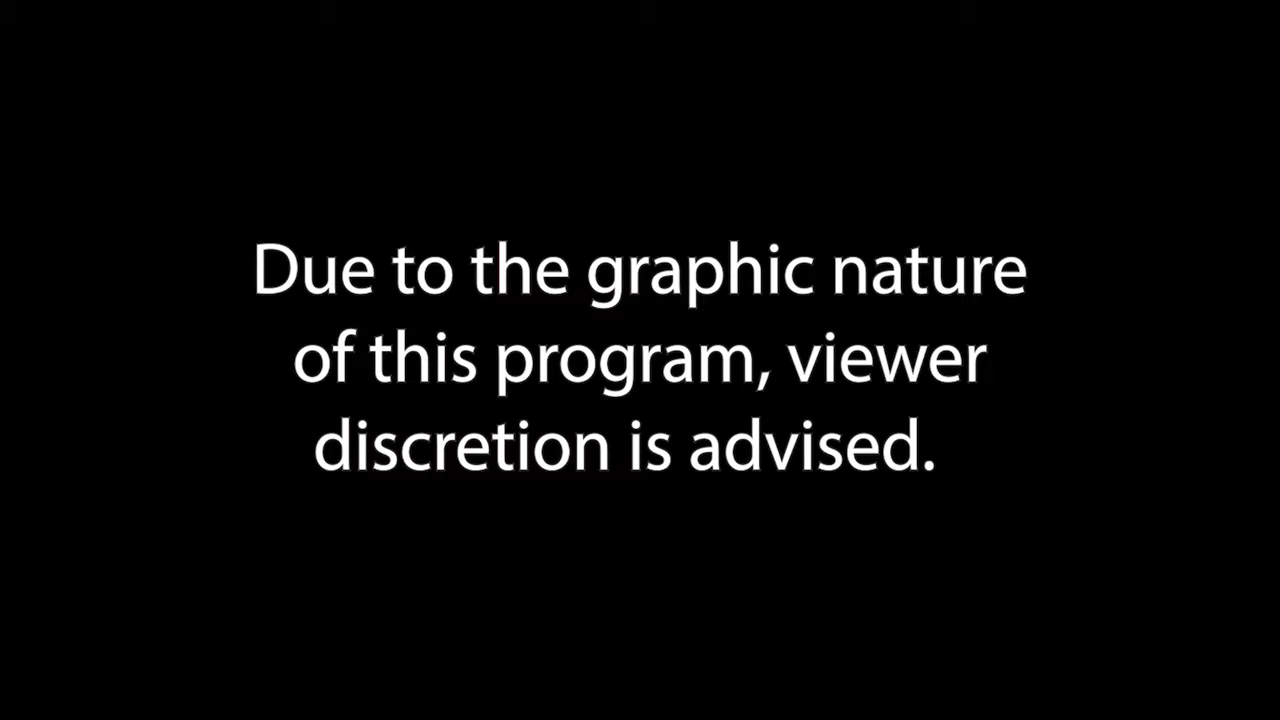 Due to the graphic nature
of this program, viewer
discretion is advised.